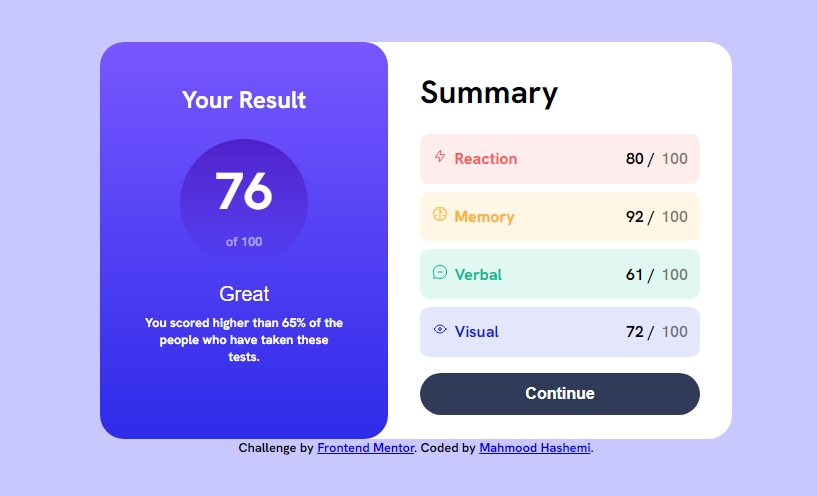 Your Result
76
of 100
Great
You scored higher than 65% of the
people who have taken these
tests.
Summary
Reaction 80 / 100
Memory 92 / 100
Verbal 61 / 100
Visual 72 / 100
Continue
Challenge by Frontend Mentor. Coded by Mahmood Hashemi.